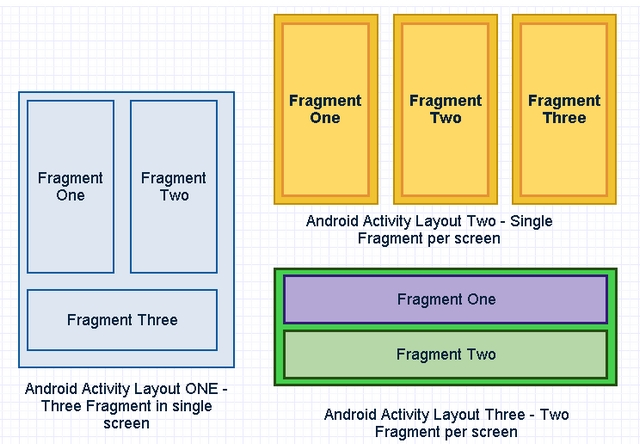 Fragment
One
Fragment
Two
Fragment Three
Android Activity Layout ONE -
Three Fragment in single
screen
Fragment
One
Fragment
Two
Fragment
Three
Android Activity Layout Two - Single
Fragment per screen
Fragment One
Fragment Two
Android Activity Layout Three - Two
Fragment per screen